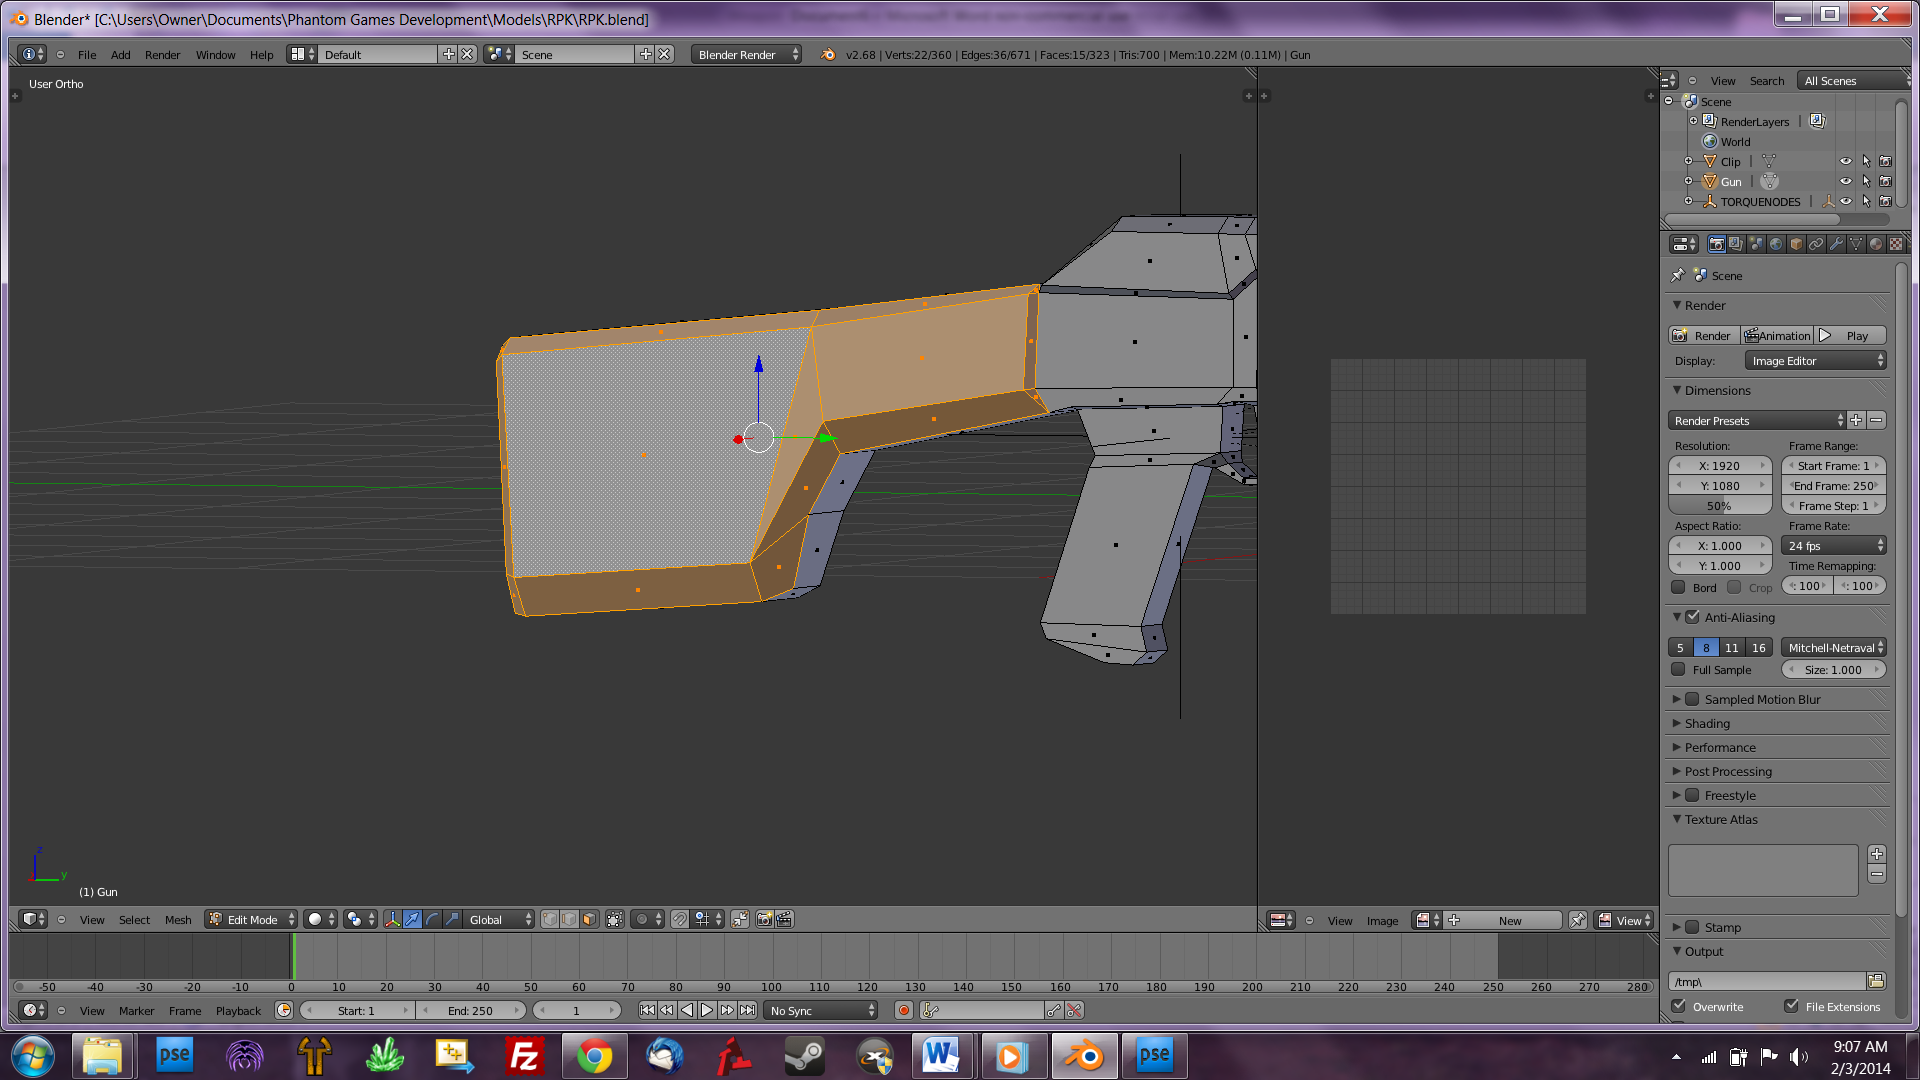 Blender* [C:\Users\Owner\Documents\Phantom Games Development\Models\RPK\RPK.blend]
File Add Render Window Help Default Scene Blender Render v2.68 | Verts:22/360 | Edges:36/671 | Faces:15/323 | Tris:700 | Mem:10.22M (0.11M) | Gun
User Ortho
View Search All Scenes
Scene
RenderLayers |
World
Clip |
Gun |
TORQUENODES |
Scene
Render
Render Animation Play
Display: Image Editor
Dimensions
Render Presets
Resolution: Frame Range:
X: 1920 Start Frame: 1
Y: 1080 End Frame: 250
50% Frame Step: 1
Aspect Ratio: Frame Rate:
X: 1.000 24 fps
Y: 1.000 Time Remapping:
Bord Crop : 100 : 100
Anti-Aliasing
5 8 11 16 Mitchell-Netraval
Full Sample Size: 1.000
Sampled Motion Blur
Shading
Performance
Post Processing
Freestyle
Texture Atlas
Stamp
Output
/tmp\
Overwrite File Extensions
z
y
(1) Gun
View Select Mesh Edit Mode Global
View Image New View
-50 -40 -30 -20 -10 0 10 20 30 40 50 60 70 80 90 100 110 120 130 140 150 160 170 180 190 200 210 220 230 240 250 260 270 280
View Marker Frame Playback Start: 1 End: 250 1 No Sync
pse
Fz
W
pse
9:07 AM
2/3/2014